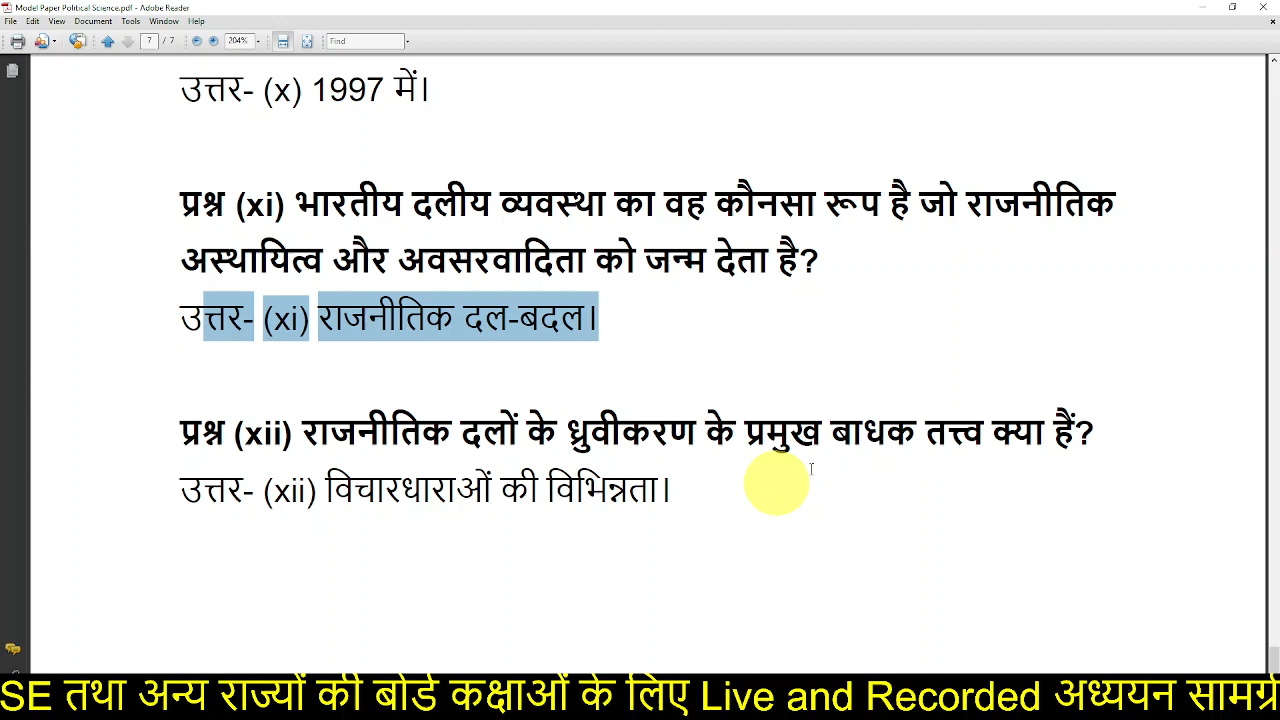 Model Paper Political Science.pdf - Adobe Reader
File Edit View Document Tools Window Help
7 / 7 204% Find
उत्तर- (x) 1997 में।
प्रश्न (xi) भारतीय दलीय व्यवस्था का वह कौनसा रूप है जो राजनीतिक
अस्थायित्व और अवसरवादिता को जन्म देता है?
उत्तर- (xi) राजनीतिक दल-बदल।
प्रश्न (xii) राजनीतिक दलों के ध्रुवीकरण के प्रमुख बाधक तत्त्व क्या हैं?
उत्तर- (xii) विचारधाराओं की विभिन्नता।
SE तथा अन्य राज्यों की बोर्ड कक्षाओं के लिए Live and Recorded अध्ययन सामग्र